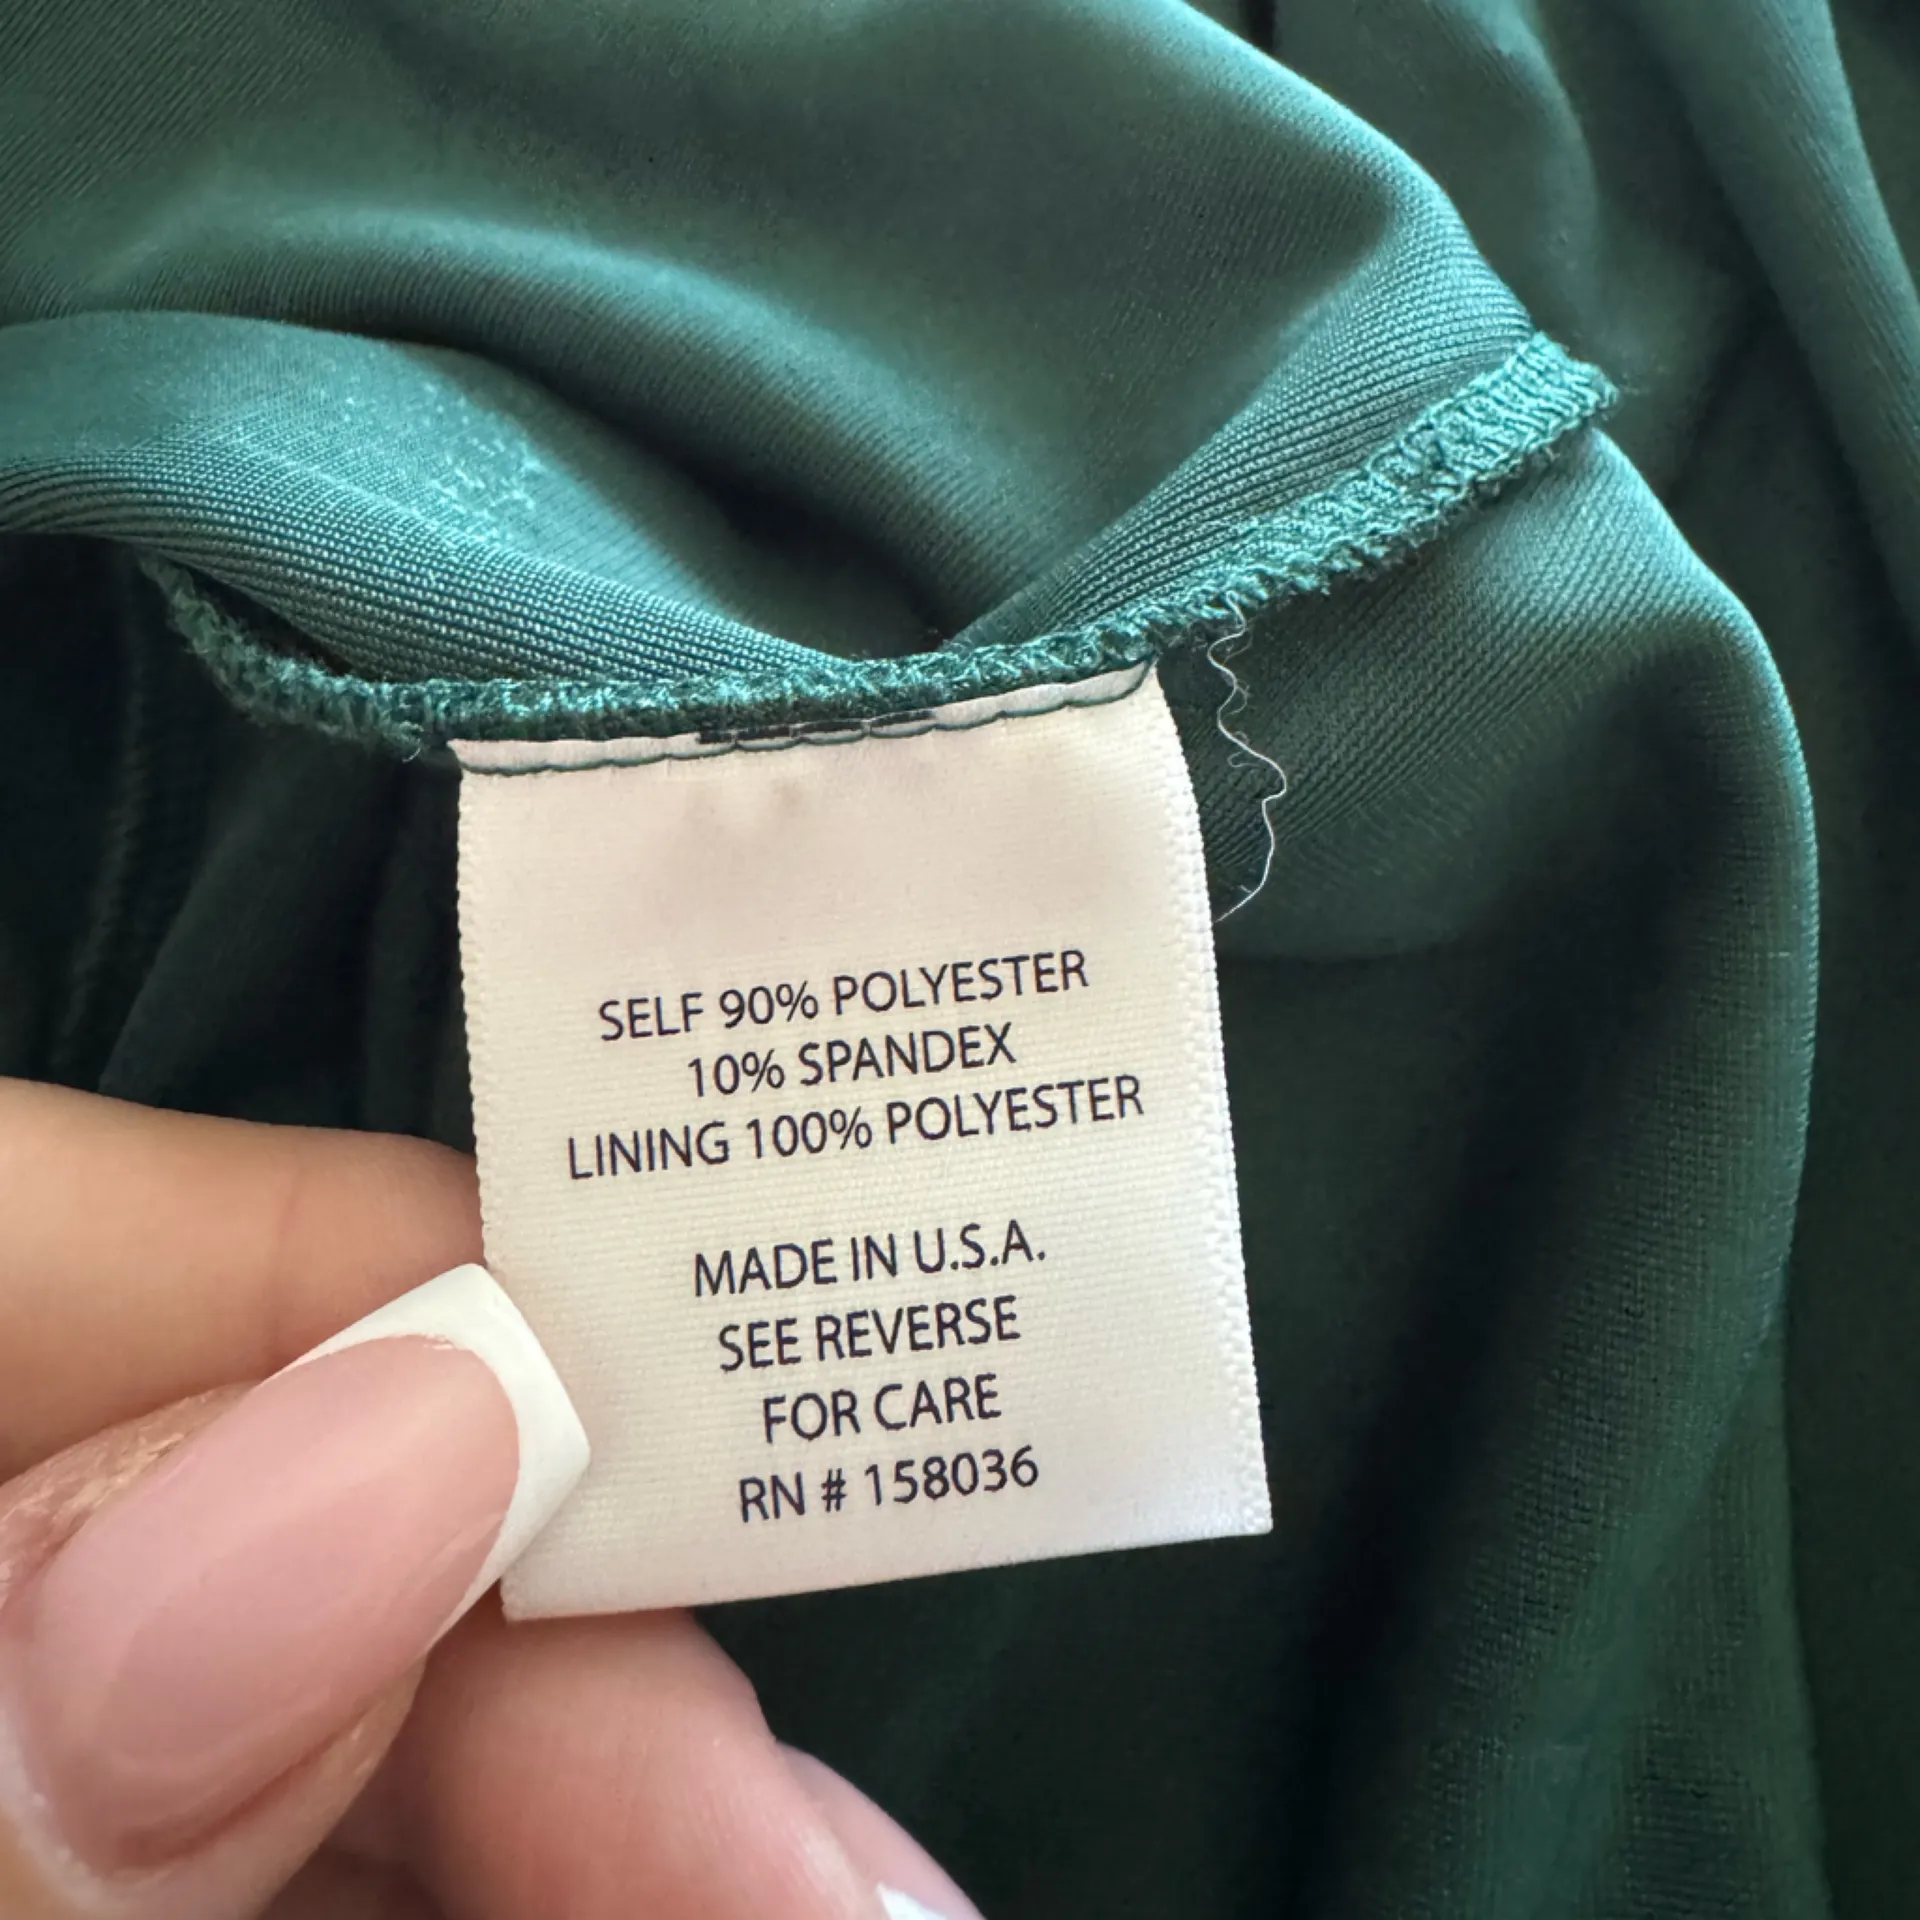 SELF 90% POLYESTER
10% SPANDEX
LINING 100% POLYESTER
MADE IN U.S.A.
SEE REVERSE
FOR CARE
RN # 158036